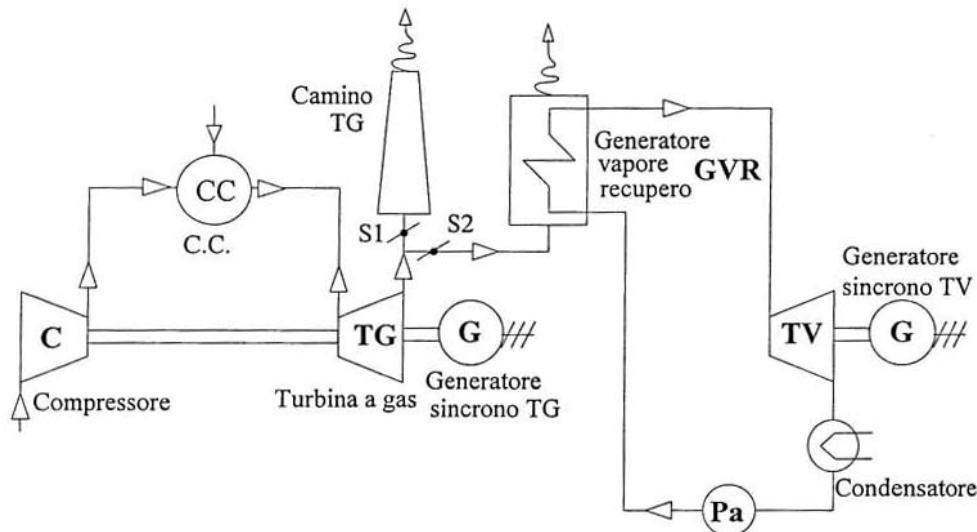 Camino
TG
CC
C.C.
S1
S2
Generatore
vapore
recupero
GVR
C
Compressore
TG
Turbina a gas
G
Generatore
sincrono TG
Generatore
sincrono TV
TV
G
Condensatore
Pa